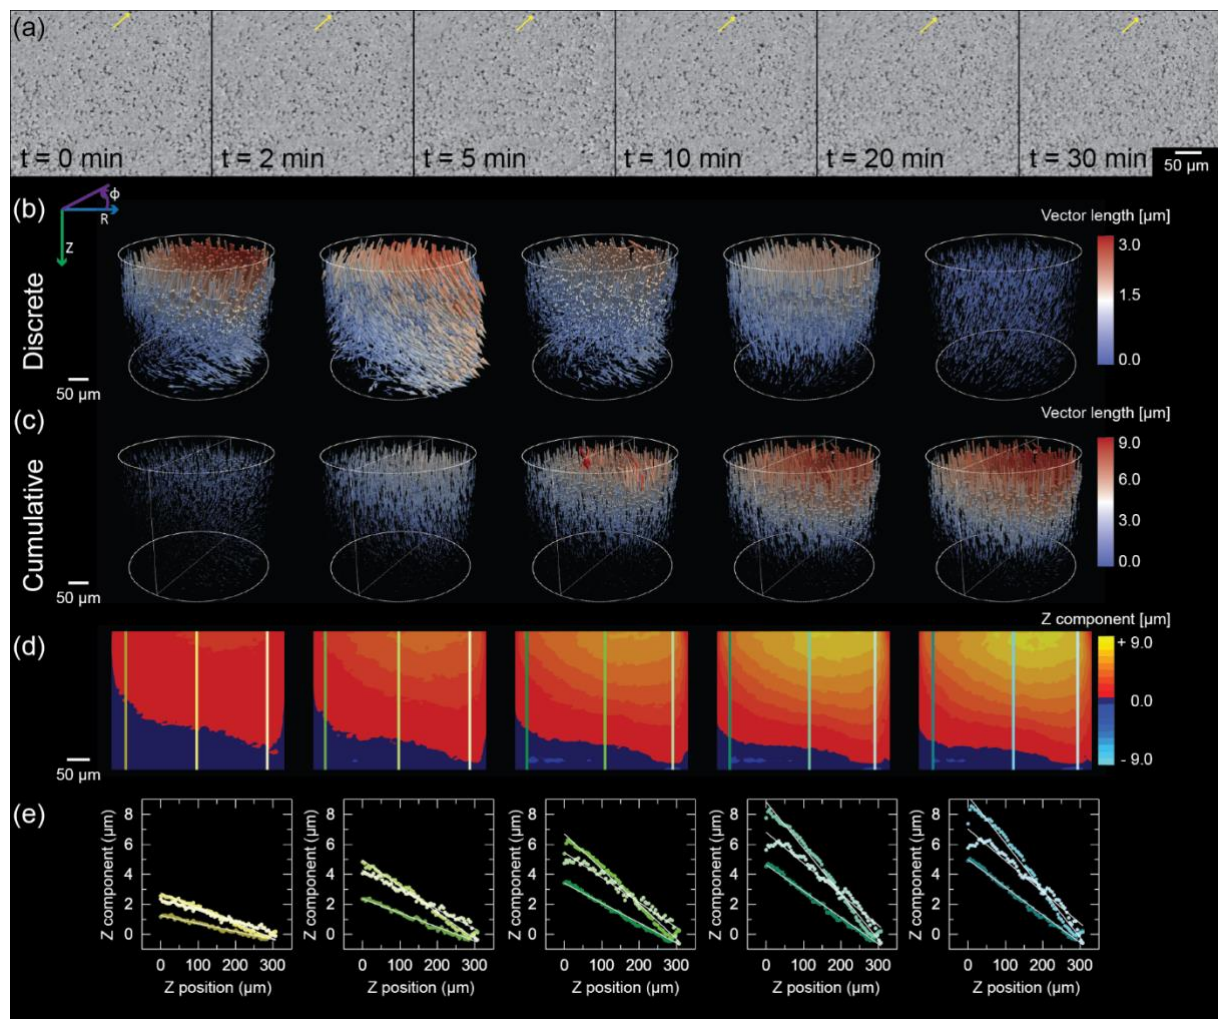 (a)
t = 0 min
t = 2 min
t = 5 min
t = 10 min
t = 20 min
t = 30 min
50 µm
ϕ
R
Z
(b)
Discrete
50 µm
Vector length [µm]
3.0
1.5
0.0
(c)
Cumulative
50 µm
Vector length [µm]
9.0
6.0
3.0
0.0
(d)
50 µm
Z component [µm]
+ 9.0
0.0
- 9.0
(e)
Z component (µm)
8
6
4
2
0
0 100 200 300
Z position (µm)
Z component (µm)
8
6
4
2
0
0 100 200 300
Z position (µm)
Z component (µm)
8
6
4
2
0
0 100 200 300
Z position (µm)
Z component (µm)
8
6
4
2
0
0 100 200 300
Z position (µm)
Z component (µm)
8
6
4
2
0
0 100 200 300
Z position (µm)